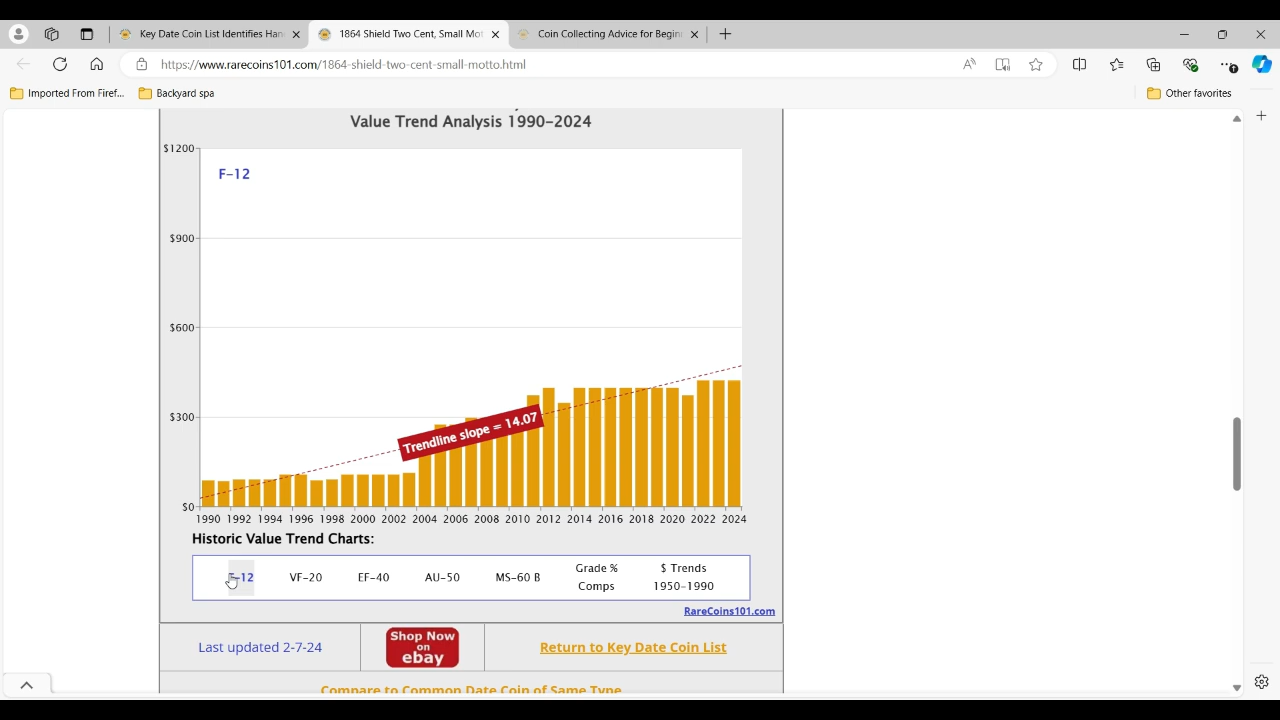 Key Date Coin List Identifies Har
1864 Shield Two Cent, Small Mot
Coin Collecting Advice for Begin
https://www.rarecoins101.com/1864-shield-two-cent-small-motto.html
Imported From Firef...
Backyard spa
Other favorites
Value Trend Analysis 1990-2024
$1200
F-12
$900
$600
$300
$0
Trendline slope = 14.07
1990 1992 1994 1996 1998 2000 2002 2004 2006 2008 2010 2012 2014 2016 2018 2020 2022 2024
Historic Value Trend Charts:
F-12 VF-20 EF-40 AU-50 MS-60 B
Grade %
Comps
$ Trends
1950-1990
RareCoins101.com
Last updated 2-7-24
Shop Now
on
ebay
Return to Key Date Coin List
Compare to Common Date Coin of Same Type